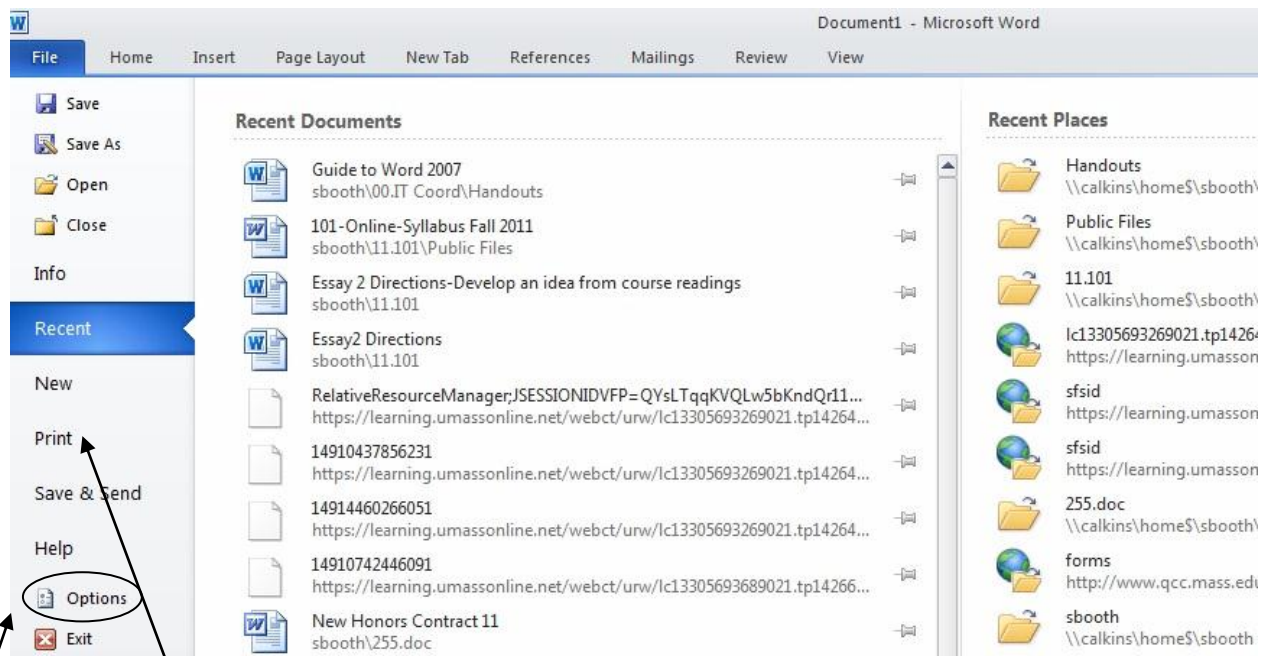 W
Document1 - Microsoft Word
File Home Insert Page Layout New Tab References Mailings Review View
Save
Save As
Open
Close
Info
Recent
New
Print
Save & Send
Help
Options
Exit
Recent Documents
Guide to Word 2007
sbooth\00.IT Coord\Handouts
101-Online-Syllabus Fall 2011
sbooth\11.101\Public Files
Essay 2 Directions-Develop an idea from course readings
sbooth\11.101
Essay2 Directions
sbooth\11.101
RelativeResourceManager;JSESSIONIDVFP=QYsLTqqKVQLw5bKndQr11...
https://learning.umassonline.net/webct/urw/lc13305693269021.tp14264...
14910437856231
https://learning.umassonline.net/webct/urw/lc13305693269021.tp14264...
14914460266051
https://learning.umassonline.net/webct/urw/lc13305693269021.tp14264...
14910742446091
https://learning.umassonline.net/webct/urw/lc13305693689021.tp14266...
New Honors Contract 11
sbooth\255.doc
Recent Places
Handouts
\\calkins\home$\sbooth\
Public Files
\\calkins\home$\sbooth\
11.101
\\calkins\home$\sbooth\
lc13305693269021.tp14264
https://learning.umasson
sfsid
https://learning.umasson
sfsid
https://learning.umasson
255.doc
\\calkins\home$\sbooth\
forms
http://www.qcc.mass.edu
sbooth
\\calkins\home$\sbooth